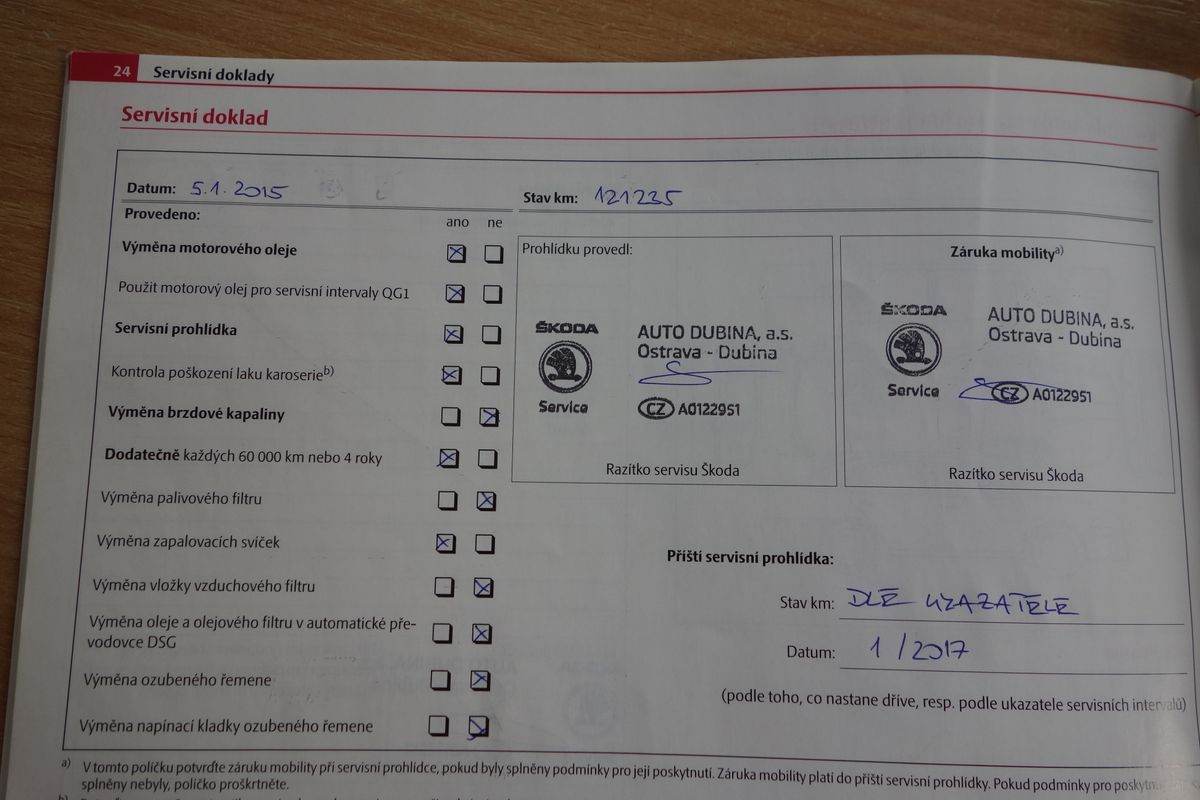 24 Servisní doklady
Servisní doklad
Datum: 5.1.2015
Stav km: 121235
Provedeno: ano ne
Výměna motorového oleje
Použit motorový olej pro servisní intervaly QG1
Servisní prohlídka
Kontrola poškození laku karoserie b)
Výměna brzdové kapaliny
Dodatečně každých 60 000 km nebo 4 roky
Výměna palivového filtru
Výměna zapalovacích svíček
Výměna vložky vzduchového filtru
Výměna oleje a olejového filtru v automatické pře-
vodovce DSG
Výměna ozubeného řemene
Výměna napínací kladky ozubeného řemene
Prohlídku provedl:
ŠKODA
Service
AUTO DUBINA, a.s.
Ostrava - Dubina
CZ A0122951
Razítko servisu Škoda
Záruka mobility a)
ŠKODA
Service
AUTO DUBINA, a.s.
Ostrava - Dubina
CZ A0122951
Razítko servisu Škoda
Příští servisní prohlídka:
Stav km: DLE UKAZATELE
Datum: 1/2017
(podle toho, co nastane dříve, resp. podle ukazatele servisních intervalů)
a) V tomto políčku potvrďte záruku mobility při servisní prohlídce, pokud byly splněny podmínky pro její poskytnutí. Záruka mobility platí do příští servisní prohlídky. Pokud podmínky pro
splněny nebyly, políčko proškrtněte.
b)